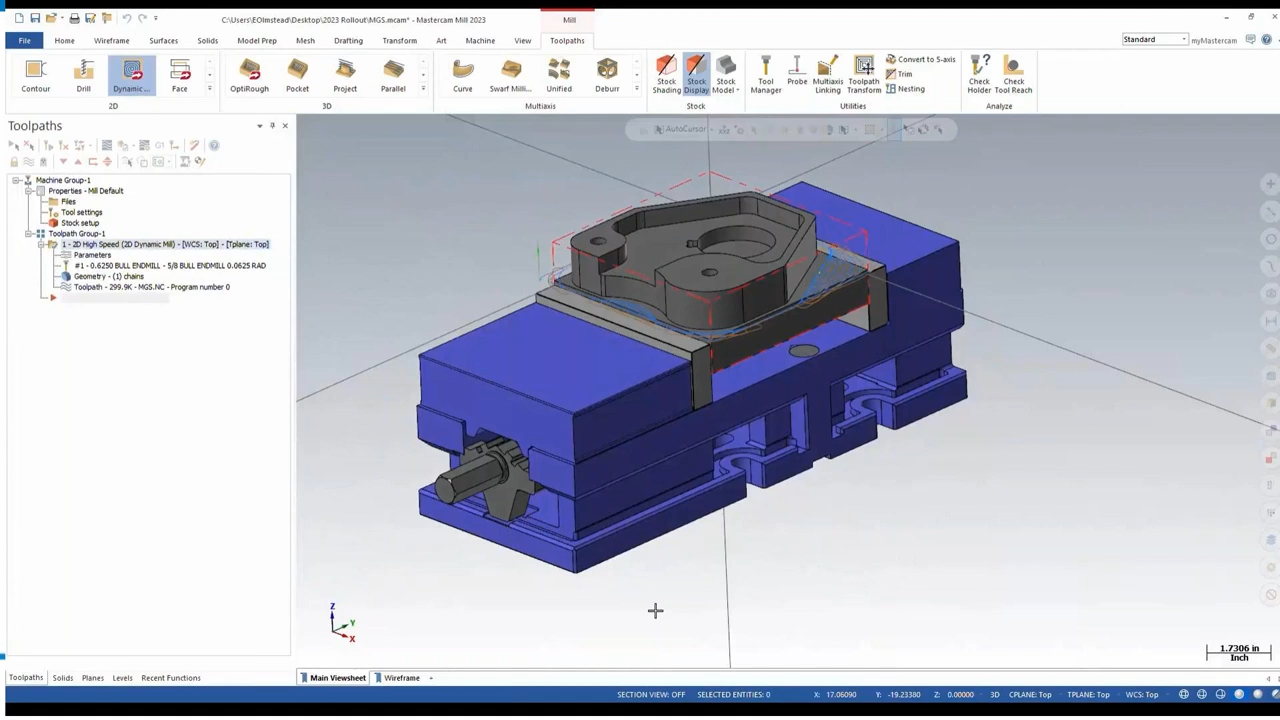 C:\Users\EOlmstead\Desktop\2023 Rollout\MGS.mcam* - Mastercam Mill 2023
Mill
File
Home
Wireframe
Surfaces
Solids
Model Prep
Mesh
Drafting
Transform
Art
Machine
View
Toolpaths
Standard
myMastercam
Contour
Drill
Dynamic ...
Face
2D
OptiRough
Pocket
Project
Parallel
3D
Curve
Swarf Milli...
Unified
Deburr
Multiaxis
Stock Shading
Stock Display
Stock Model
Stock
Tool Manager
Probe
Multiaxis Linking
Toolpath Transform
Convert to 5-axis
Trim
Nesting
Utilities
Check Holder
Check Tool Reach
Analyze
Toolpaths
AutoCursor
Machine Group-1
Properties - Mill Default
Files
Tool settings
Stock setup
Toolpath Group-1
1 - 2D High Speed (2D Dynamic Mill) - [WCS: Top] - [Tplane: Top]
Parameters
#1 - 0.6250 BULL ENDMILL - 5/8 BULL ENDMILL 0.0625 RAD
Geometry - (1) chains
Toolpath - 299.9K - MGS.NC - Program number 0
Z
Y
X
1.7306 in
Inch
Toolpaths
Solids
Planes
Levels
Recent Functions
Main Viewsheet
Wireframe
+
SECTION VIEW: OFF
SELECTED ENTITIES: 0
X: 17.06090
Y: -19.23380
Z: 0.00000
3D
CPLANE: Top
TPLANE: Top
WCS: Top